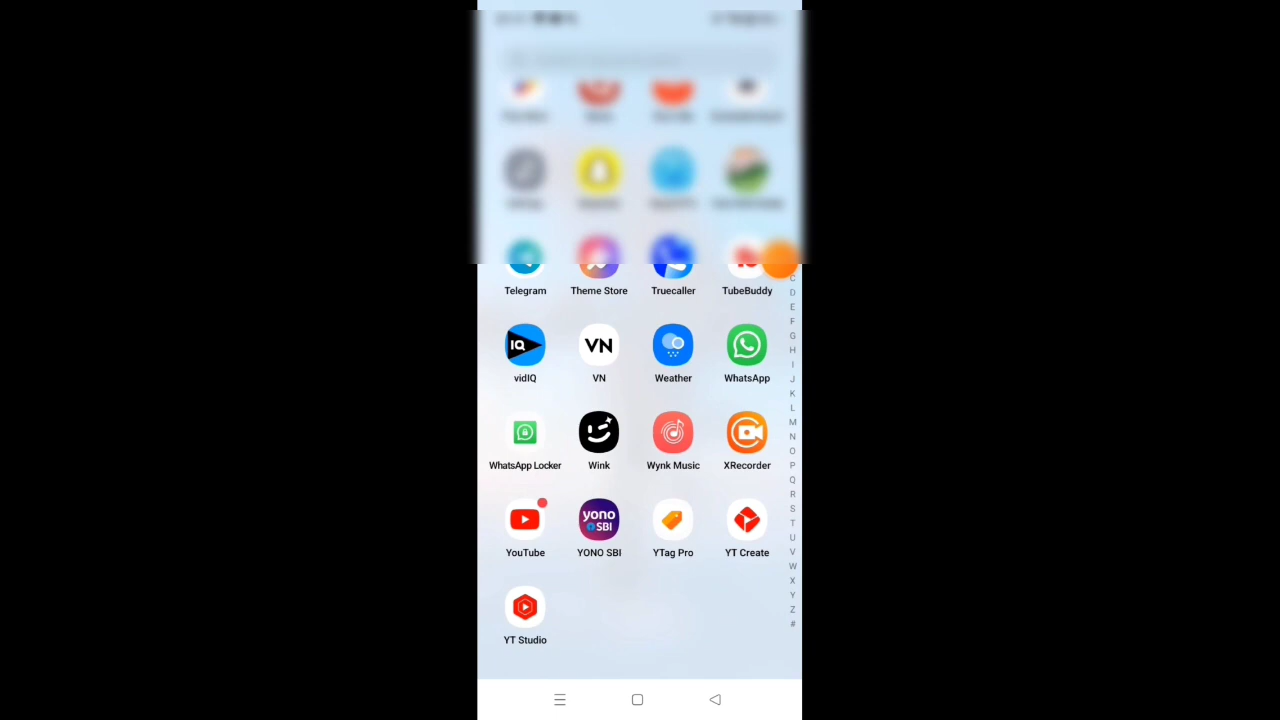 Telegram Theme Store Truecaller TubeBuddy
C
D
E
F
IQ VN
G
H
vidIQ VN Weather WhatsApp
I
J
K
L
M
N
O
WhatsApp Locker Wink Wynk Music XRecorder
P
Q
R
S
yono
SBI
T
U
YouTube YONO SBI YTag Pro YT Create
V
W
X
Y
Z
#
YT Studio